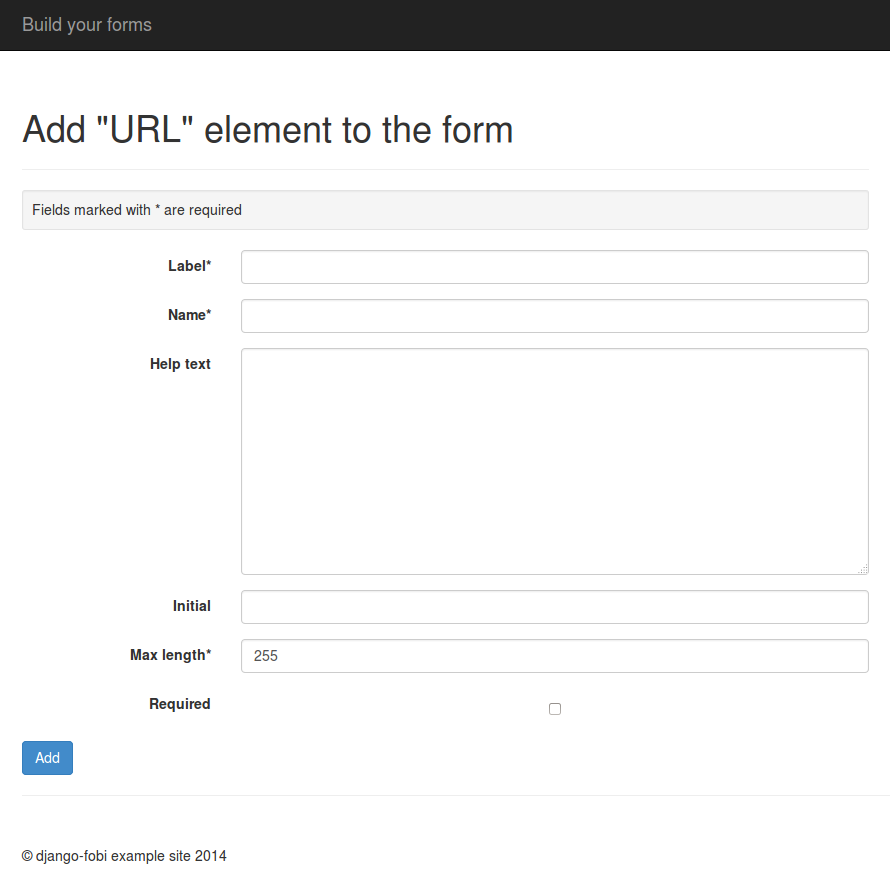 Build your forms
Add "URL" element to the form
Fields marked with * are required
Label*
Name*
Help text
Initial
Max length*
255
Required
Add
© django-fobi example site 2014